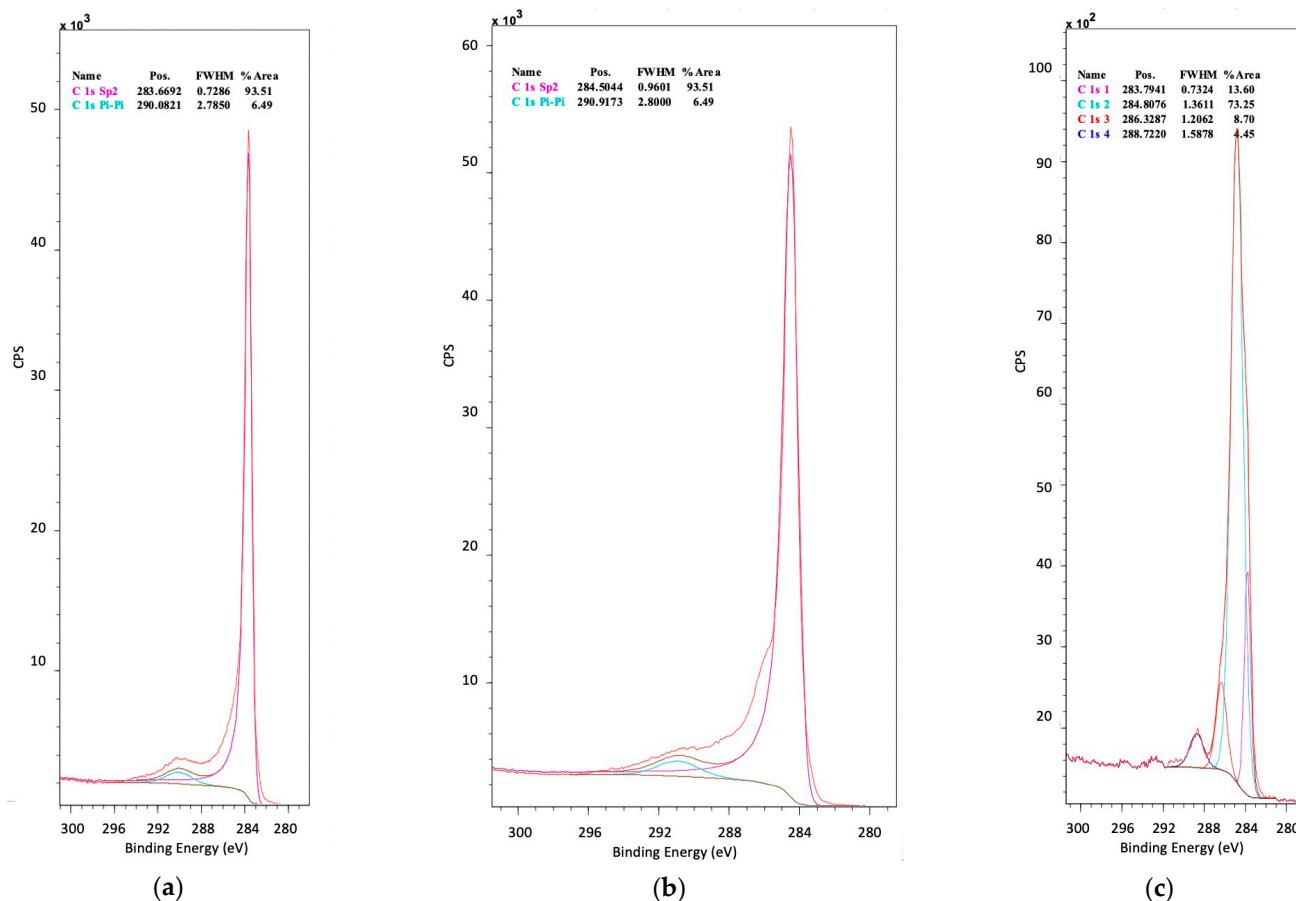 x 10³
Name Pos. FWHM % Area
C 1s Sp2 283.6692 0.7286 93.51
C 1s Pi-Pi 290.0821 2.7850 6.49
50
40
30
20
10
CPS
300 296 292 288 284 280
Binding Energy (eV)
(a)
x 10³
Name Pos. FWHM % Area
C 1s Sp2 284.5044 0.9601 93.51
C 1s Pi-Pi 290.9173 2.8000 6.49
60
50
40
30
20
10
CPS
300 296 292 288 284 280
Binding Energy (eV)
(b)
x 10²
Name Pos. FWHM % Area
C 1s 1 283.7941 0.7324 13.60
C 1s 2 284.8076 1.3611 73.25
C 1s 3 286.3287 1.2062 8.70
C 1s 4 288.7220 1.5878 4.45
100
90
80
70
60
50
40
30
20
CPS
300 296 292 288 284 280
Binding Energy (eV)
(c)